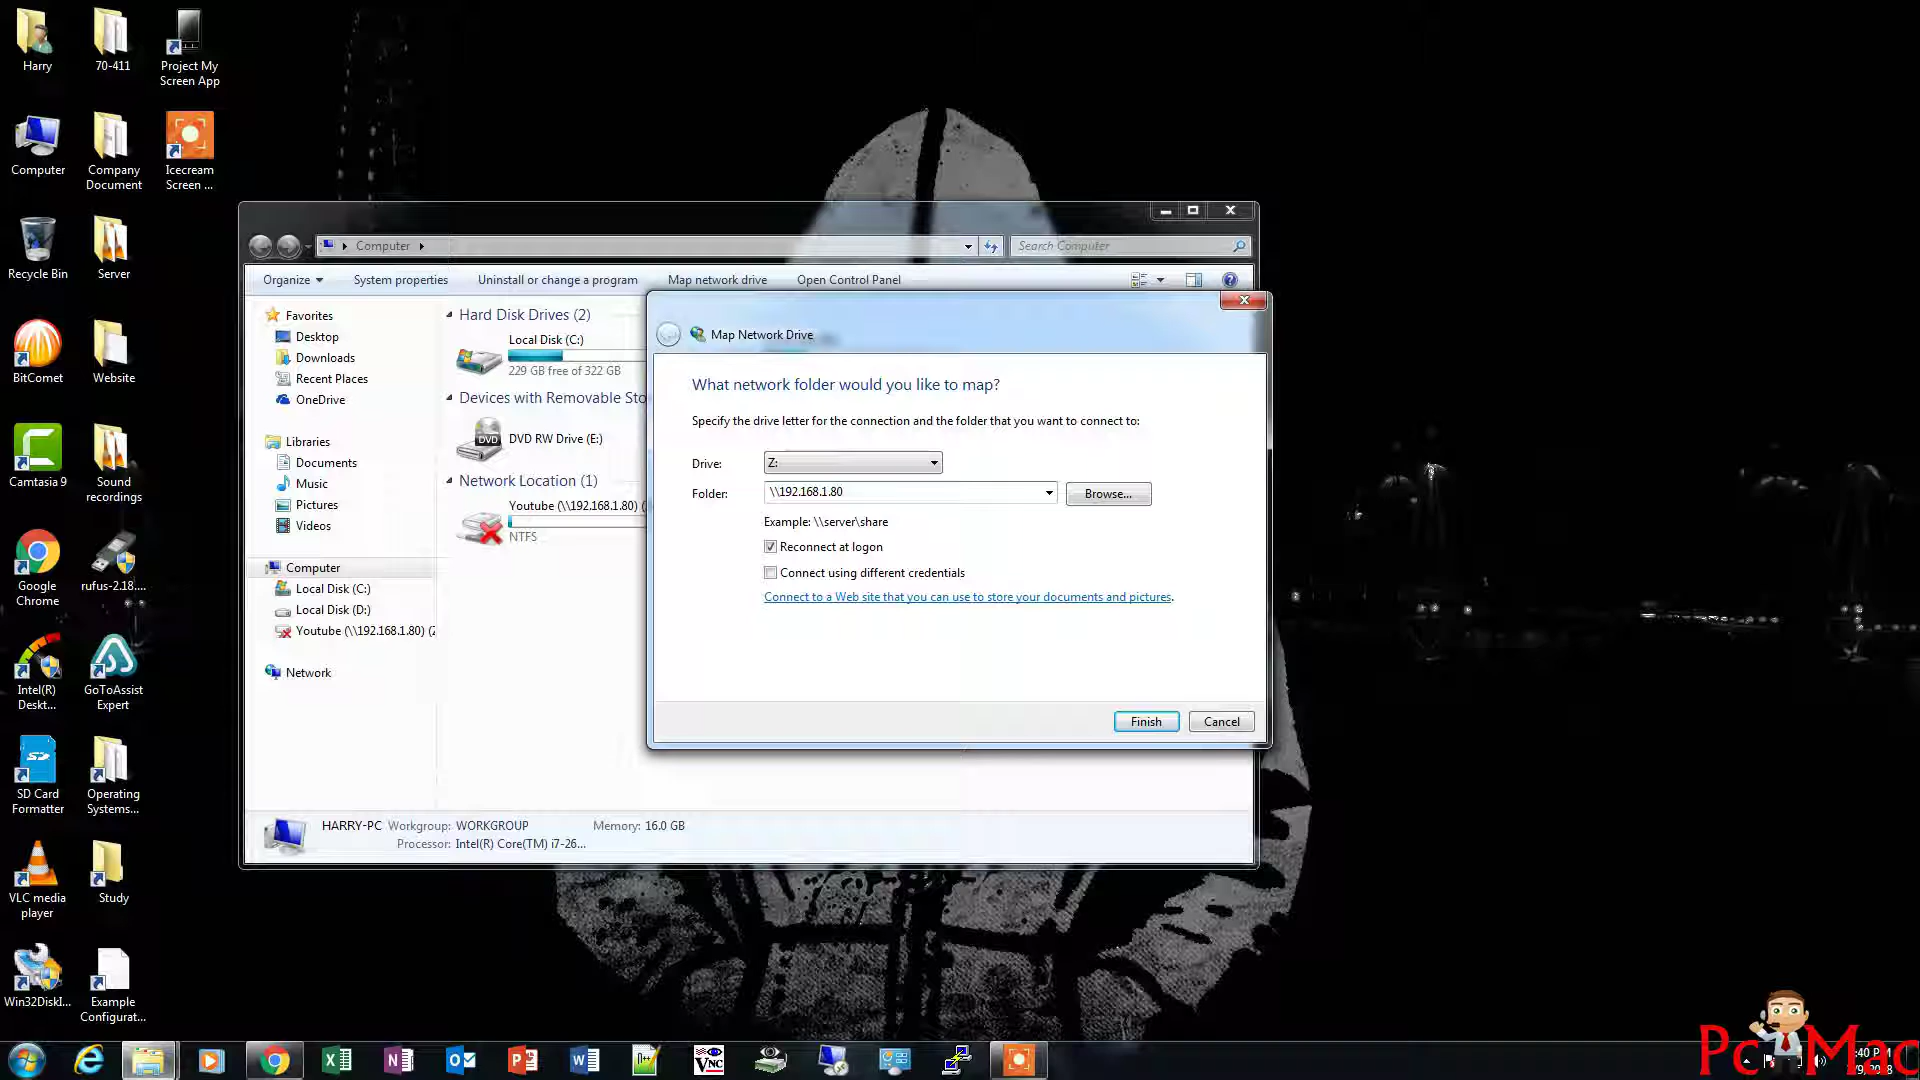 Harry
70-411
Project My
Screen App
Computer
Company
Document
Icecream
Screen ...
Recycle Bin
Server
BitComet
Website
Camtasia 9
Sound
recordings
Google
Chrome
rufus-2.18....
Intel(R)
Deskt...
GoToAssist
Expert
SD Card
Formatter
Operating
Systems...
VLC media
player
Study
Win32DiskI...
Example
Configurat...
Computer
Search Computer
Organize
System properties
Uninstall or change a program
Map network drive
Open Control Panel
Favorites
Desktop
Downloads
Recent Places
OneDrive
Libraries
Documents
Music
Pictures
Videos
Computer
Local Disk (C:)
Local Disk (D:)
Youtube (\\192.168.1.80) (Z
Network
Hard Disk Drives (2)
Local Disk (C:)
229 GB free of 322 GB
Devices with Removable Sto
DVD
DVD RW Drive (E:)
Network Location (1)
Youtube (\\192.168.1.80) (
NTFS
Map Network Drive
What network folder would you like to map?
Specify the drive letter for the connection and the folder that you want to connect to:
Drive:
Z:
Folder:
\\192.168.1.80
Browse...
Example: \\server\share
Reconnect at logon
Connect using different credentials
Connect to a Web site that you can use to store your documents and pictures.
Finish
Cancel
HARRY-PC Workgroup: WORKGROUP Memory: 16.0 GB
Processor: Intel(R) Core(TM) i7-26...
VNC
Pc Mac
:40 PM